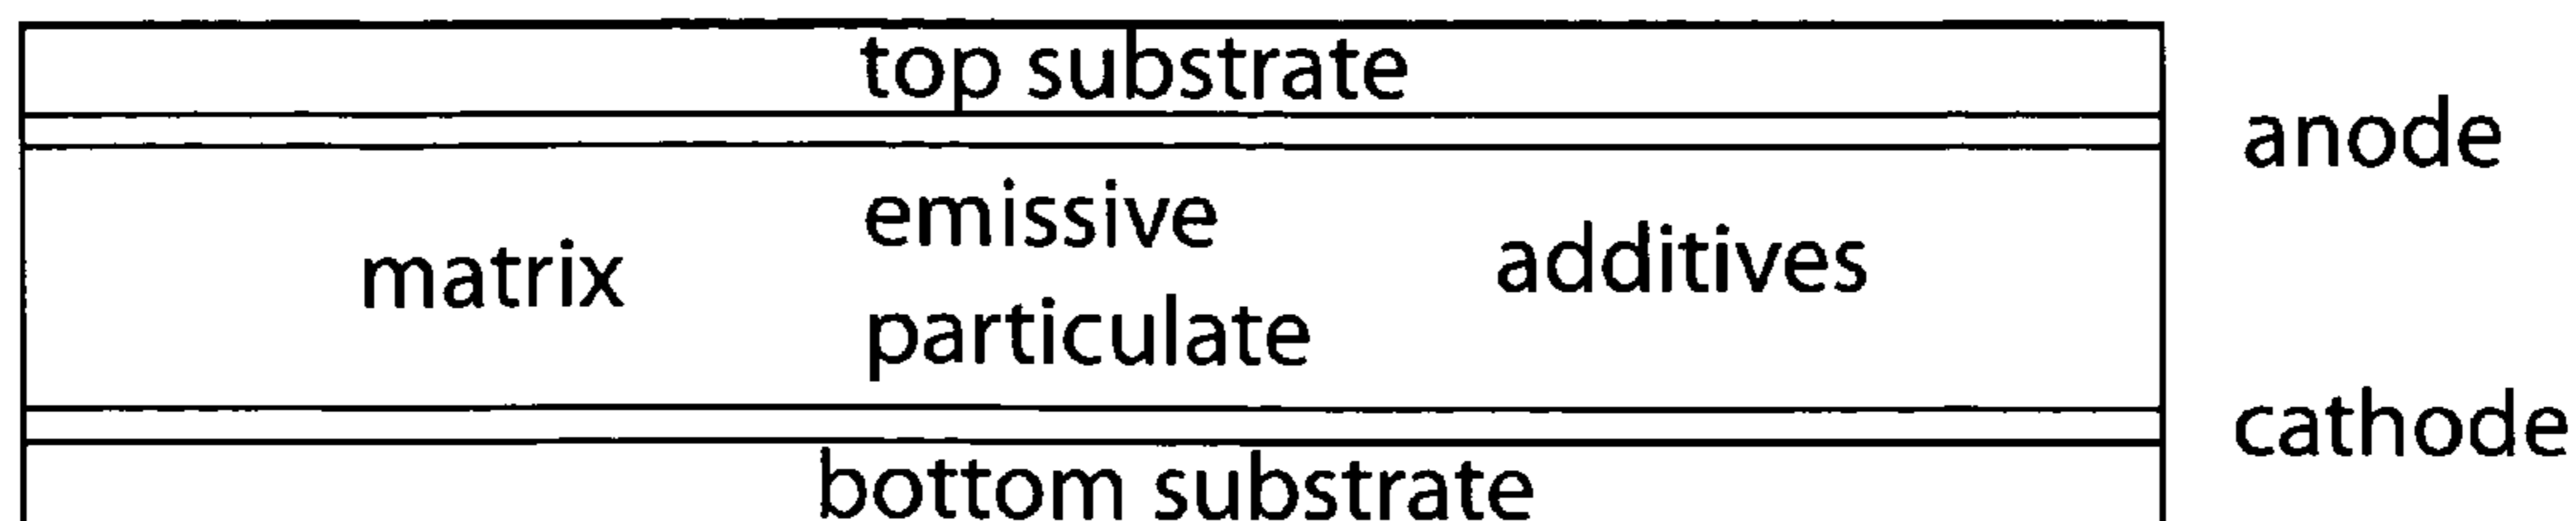 top substrate
anode
emissive
matrix
additives
particulate
cathode
bottom substrate